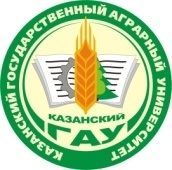 КАЗАНСКИЙ ГОСУДАРСТВЕННЫЙ АГРАРНЫЙ УНИВЕРСИТЕТ
КАЗАНСКИЙ
ГАУ